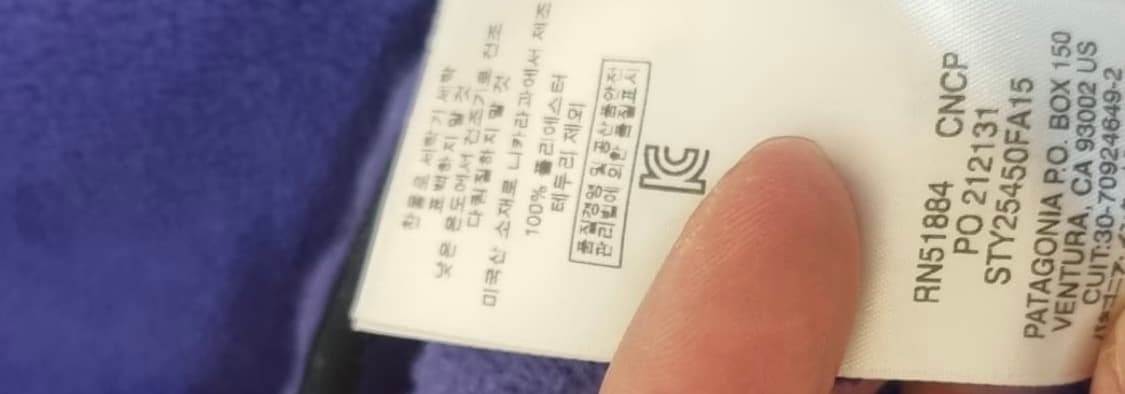 찬물로 세탁기 세탁
표백하지 말 것
낮은 온도에서 건조기로 건조
다림질하지 말 것
미국산 소재로 니카라과에서 제조
100% 폴리에스터
테두리 제외
품질경영 및 공산품안전
관리법에 의한 품질표시
RN51884 CNCP
PO 212131
STY25450FA15
PATAGONIA P.O. BOX 150
VENTURA, CA 93002 US
CUIT:30-70924649-2